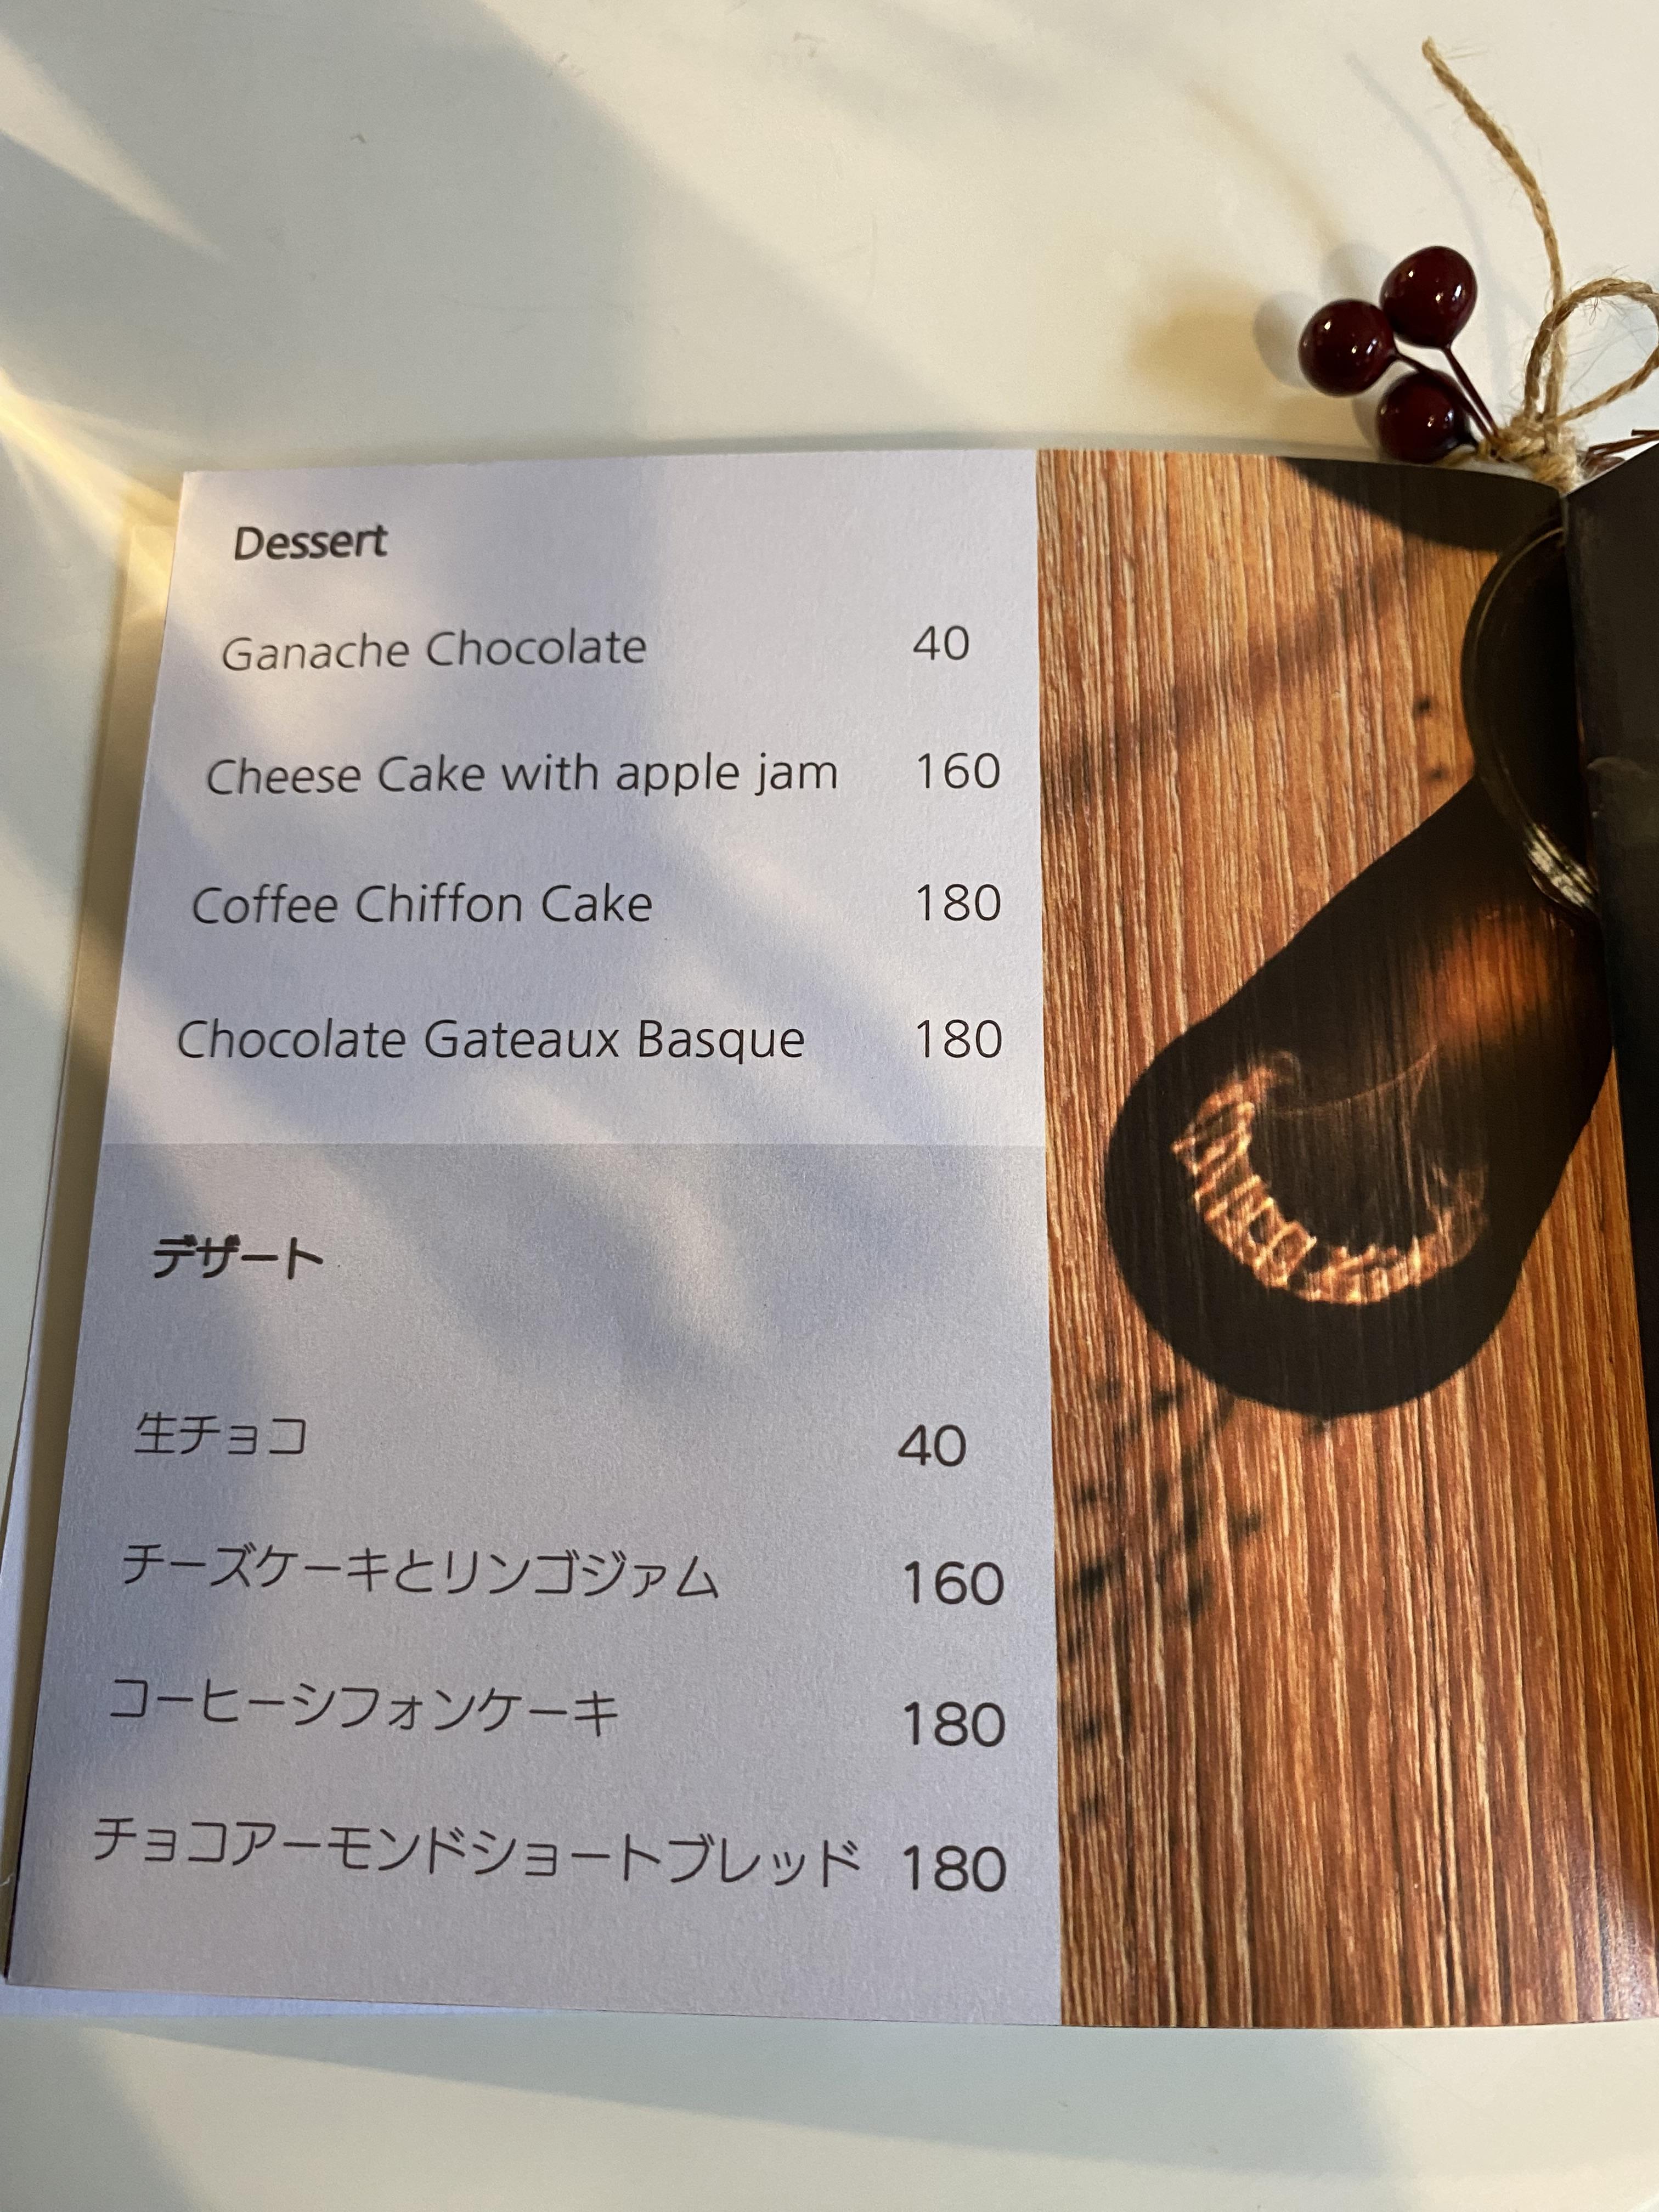 Dessert
Ganache Chocolate 40
Cheese Cake with apple jam 160
Coffee Chiffon Cake 180
Chocolate Gateaux Basque 180
デザート
生チョコ 40
チーズケーキとリンゴジァム 160
コーヒーシフォンケーキ 180
チョコアーモンドショートブレッド 180